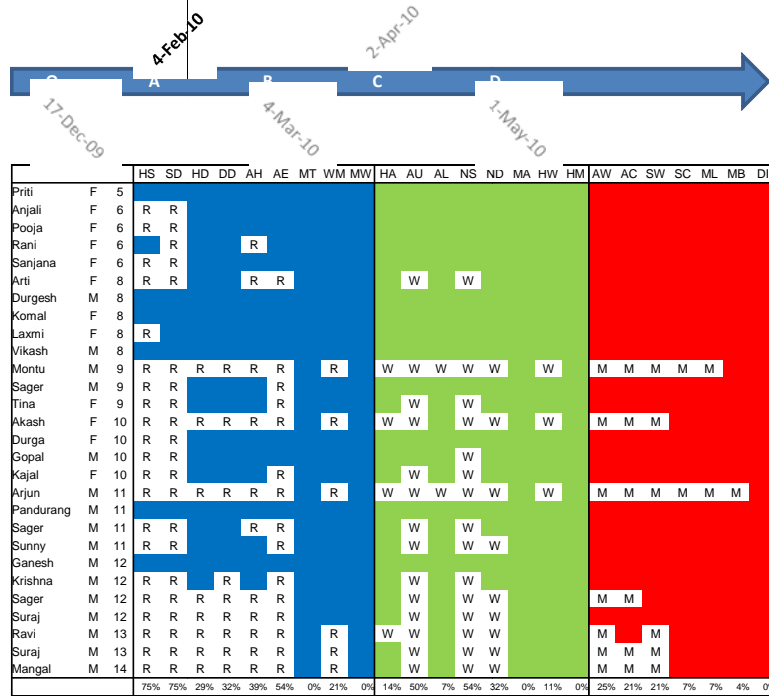 4-Feb-10 2-Apr-10
A B C D
17-Dec-09 4-Mar-10 1-May-10
HS SD HD DD AH AE MT WM MW HA AU AL NS ND MA HW HM AW AC SW SC ML MB
Priti F 5
Anjali F 6 R R
Pooja F 6 R R
Rani F 6 R R
Sanjana F 6 R R
Arti F 8 R R R R W W
Durgesh M 8
Komal F 8
Laxmi F 8 R
Vikash M 8
Montu M 9 R R R R R R R W W W W W W M M M M M
Sager M 9 R R R
Tina F 9 R R R W W
Akash F 10 R R R R R R R W W W W W M M M
Durga F 10 R R
Gopal M 10 R R W
Kajal F 10 R R R W W
Arjun M 11 R R R R R R R W W W W W W M M M M M M
Pandurang M 11
Sager M 11 R R R R W W
Sunny M 11 R R R W W W
Ganesh M 12
Krishna M 12 R R R R W W
Sager M 12 R R R R R R W W W M M
Suraj M 12 R R R R R R W W W
Ravi M 13 R R R R R R R W W W W M M
Suraj M 13 R R R R R R R W W W M M M
Mangal M 14 R R R R R R R W W W M M M
75% 75% 29% 32% 39% 54% 0% 21% 0% 14% 50% 7% 54% 32% 0% 11% 0% 25% 21% 21% 7% 7% 4%